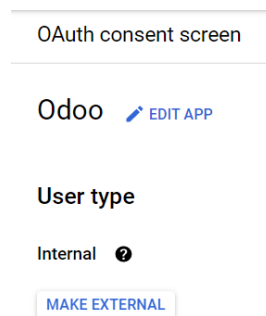 OAuth consent screen
Odoo EDIT APP
User type
Internal
MAKE EXTERNAL